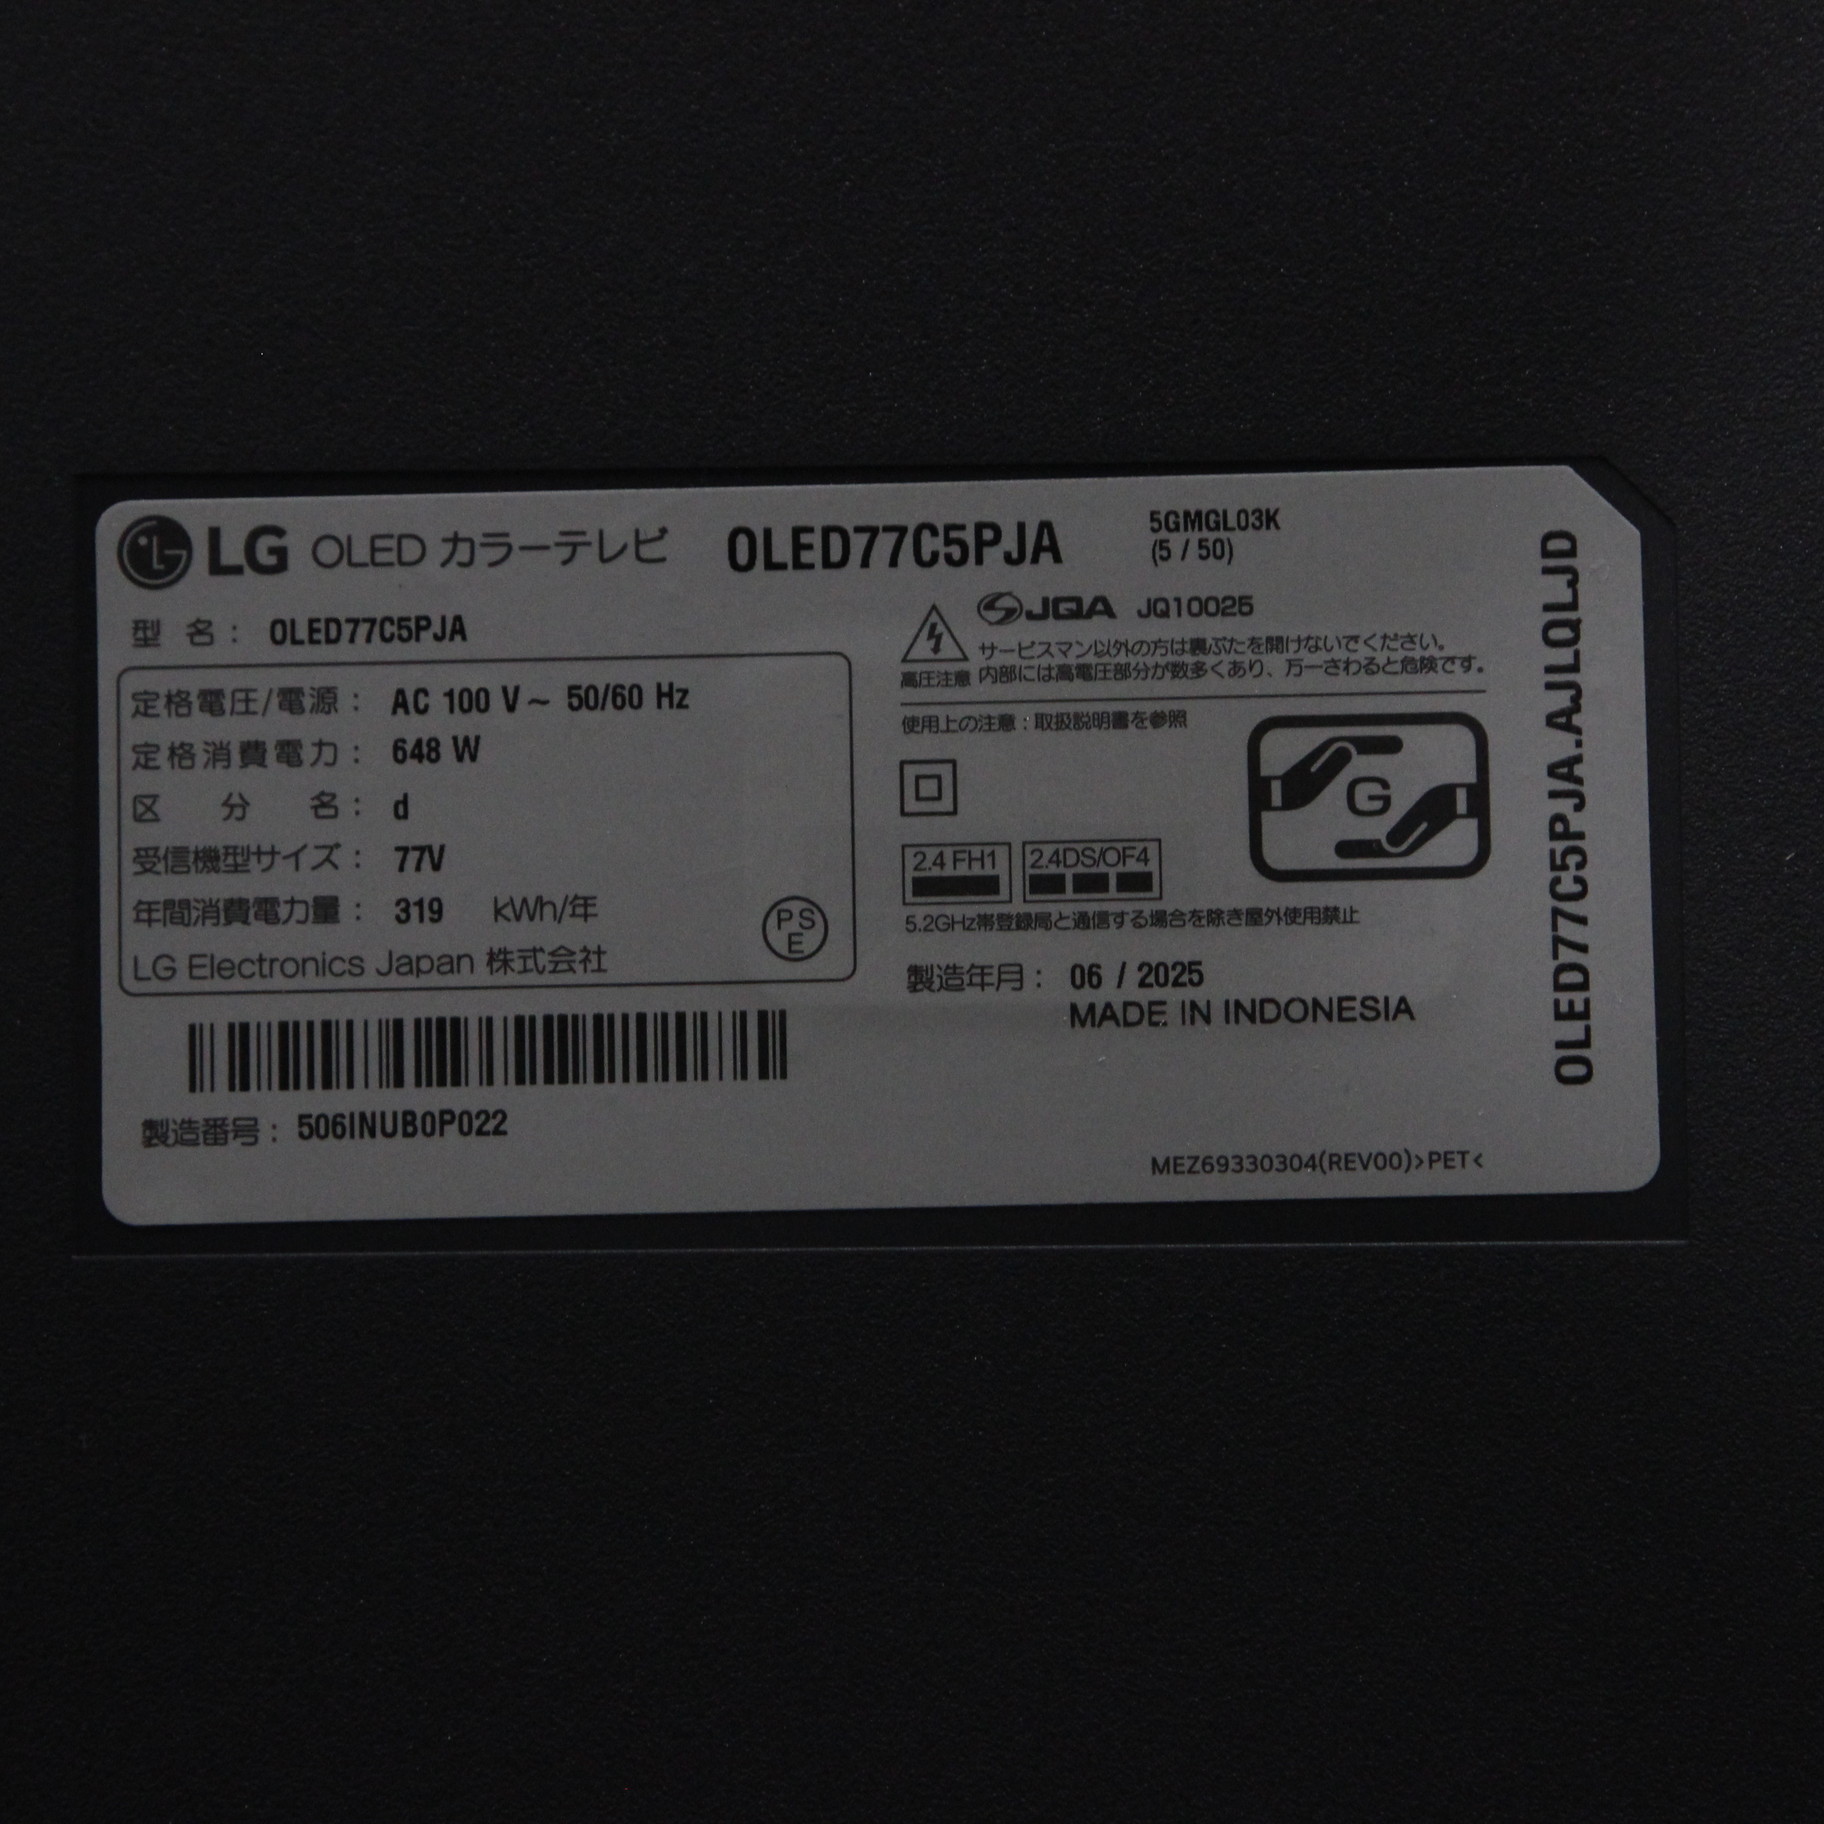 LG OLED カラーテレビ OLED77C5PJA
5GMGL03K
(5 / 50)
型名： OLED77C5PJA
定格電圧/電源： AC 100 V~ 50/60 Hz
定格消費電力： 648 W
区分名： d
受信機型サイズ： 77V
年間消費電力量： 319 kWh/年
LG Electronics Japan 株式会社
PS
E
製造番号： 506INUB0P022
JQA JQ10025
高圧注意
サービスマン以外の方は裏ぶたを開けないでください。
内部には高電圧部分が数多くあり、万一さわると危険です。
使用上の注意：取扱説明書を参照
G
2.4 FH1
2.4DS/OF4
5.2GHz帯登録局と通信する場合を除き屋外使用禁止
製造年月： 06 / 2025
MADE IN INDONESIA
MEZ69330304(REV00)>PET<
OLED77C5PJA.AJLQLJD